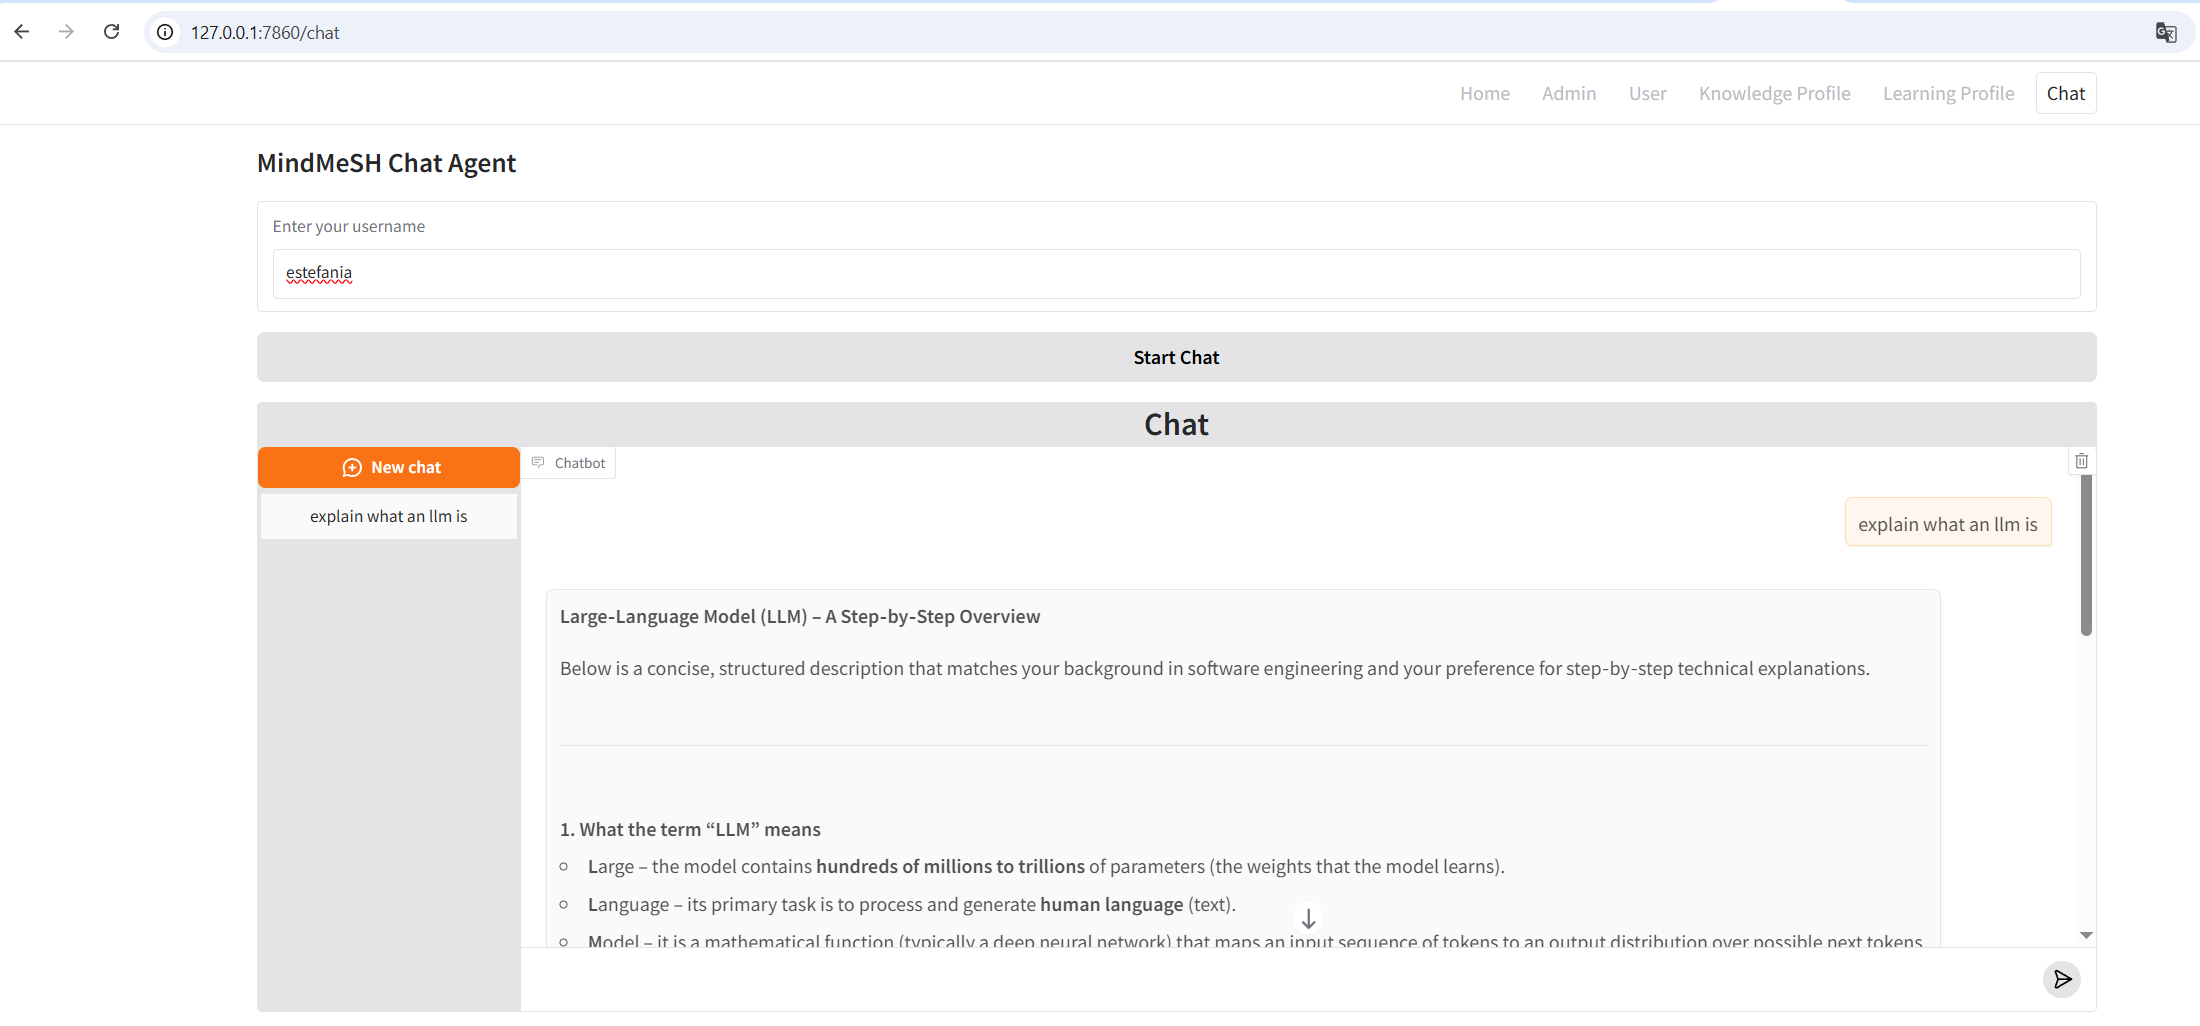 127.0.0.1:7860/chat
Home Admin User Knowledge Profile Learning Profile Chat
MindMeSH Chat Agent
Enter your username
estefania
Start Chat
Chat
New chat
Chatbot
explain what an llm is
explain what an llm is
Large-Language Model (LLM) – A Step-by-Step Overview
Below is a concise, structured description that matches your background in software engineering and your preference for step-by-step technical explanations.
1. What the term “LLM” means
Large – the model contains hundreds of millions to trillions of parameters (the weights that the model learns).
Language – its primary task is to process and generate human language (text).
Model – it is a mathematical function (typically a deep neural network) that maps an input sequence of tokens to an output distribution over possible next tokens